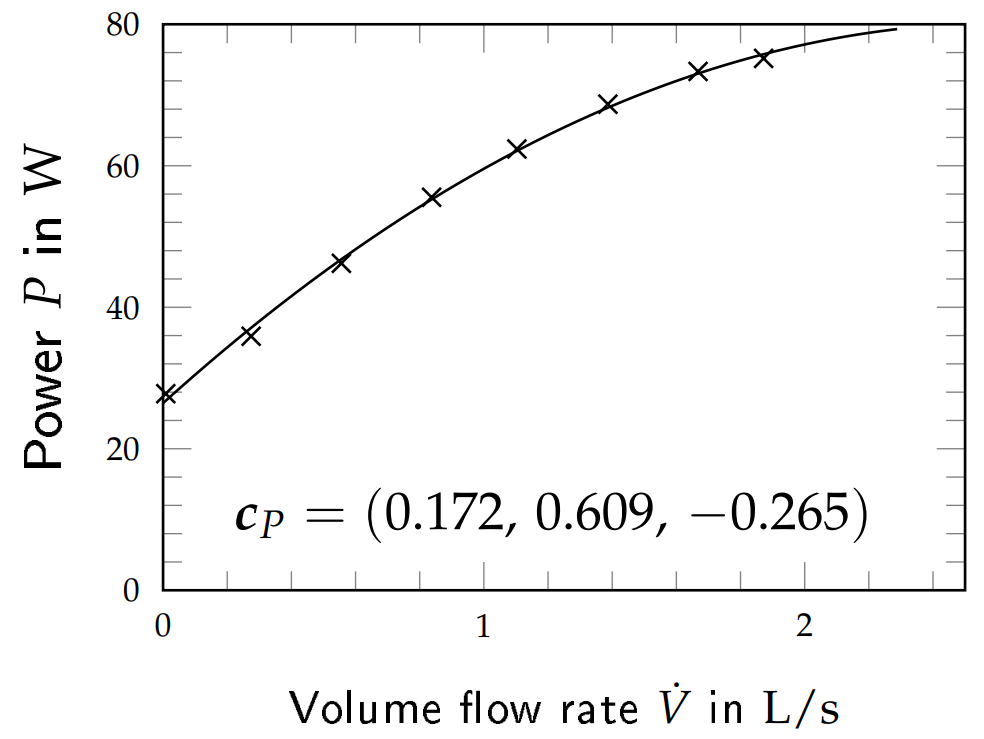 80
60
40
20
0
Power P in W
c_P = (0.172, 0.609, −0.265)
0 1 2
Volume flow rate V̇ in L/s